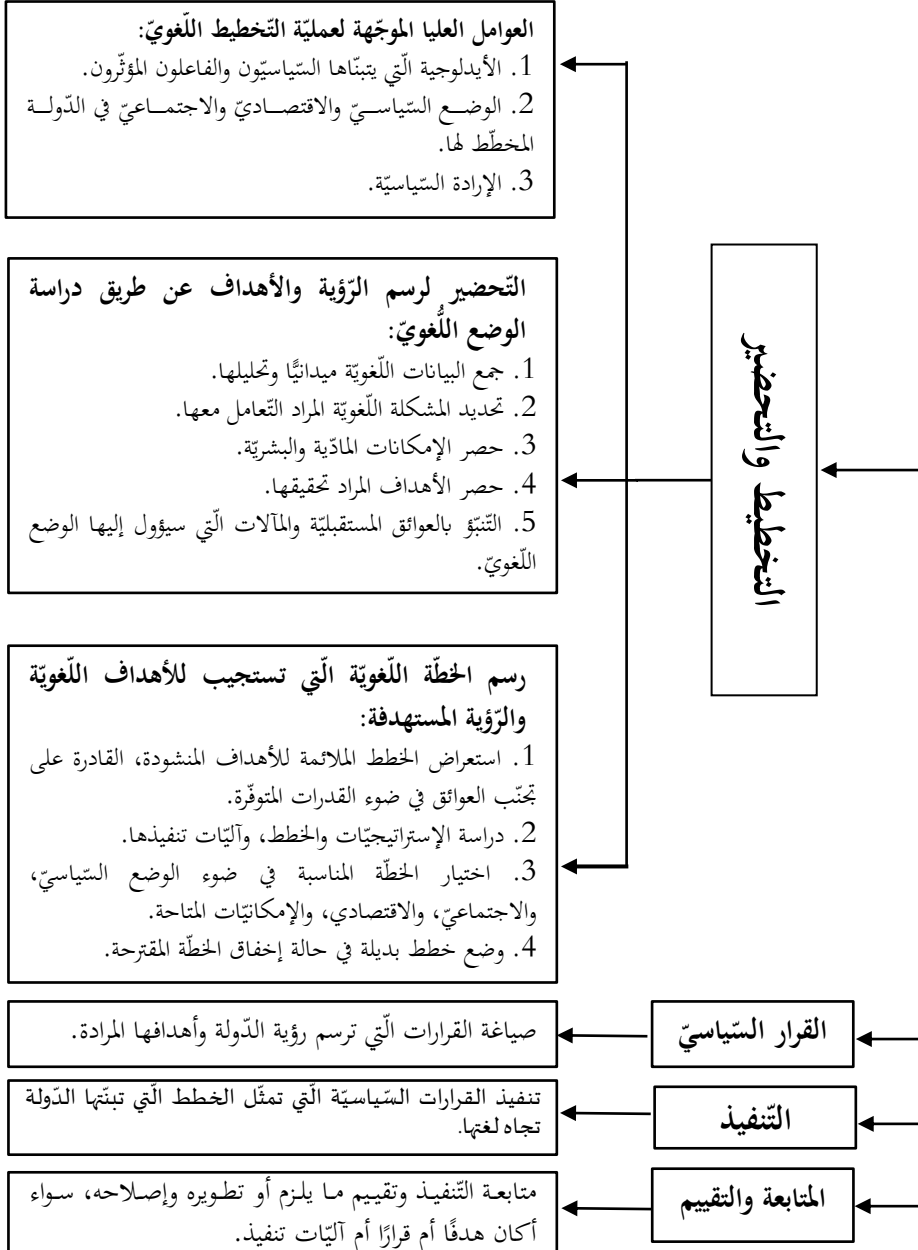 العوامل العليا الموجّهة لعمليّة التّخطيط اللّغويّ:
1. الأيدلوجية الّتي يتبنّاها السّياسيّون والفاعلون المؤثّرون.
2. الوضع السّياسيّ والاقتصاديّ والاجتماعيّ في الدّولة
المخطّط لها.
3. الإرادة السّياسيّة.
التخطيط والتحضير
التّحضير لرسم الرّؤية والأهداف عن طريق دراسة
الوضع اللُّغويّ:
1. جمع البيانات اللّغويّة ميدانيًّا وتحليلها.
2. تحديد المشكلة اللّغويّة المراد التّعامل معها.
3. حصر الإمكانات المادّية والبشريّة.
4. حصر الأهداف المراد تحقيقها.
5. التّنبّؤ بالعوائق المستقبليّة والمآلات الّتي سيؤول إليها الوضع
اللّغويّ.
رسم الخطّة اللّغويّة الّتي تستجيب للأهداف اللّغويّة
والرّؤية المستهدفة:
1. استعراض الخطط الملائمة للأهداف المنشودة، القادرة على
تجنّب العوائق في ضوء القدرات المتوفّرة.
2. دراسة الإستراتيجيّات والخطط، وآليّات تنفيذها.
3. اختيار الخطّة المناسبة في ضوء الوضع السّياسيّ،
والاجتماعيّ، والاقتصادي، والإمكانيّات المتاحة.
4. وضع خطط بديلة في حالة إخفاق الخطّة المقترحة.
القرار السّياسيّ
صياغة القرارات الّتي ترسم رؤية الدّولة وأهدافها المرادة.
التّنفيذ
تنفيذ القرارات السّياسيّة الّتي تمثّل الخطط الّتي تبنّتها الدّولة
تجاه لغتها.
المتابعة والتقييم
متابعة التّنفيذ وتقييم ما يلزم أو تطويره وإصلاحه، سواء
أكان هدفًا أم قرارًا أم آليّات تنفيذ.